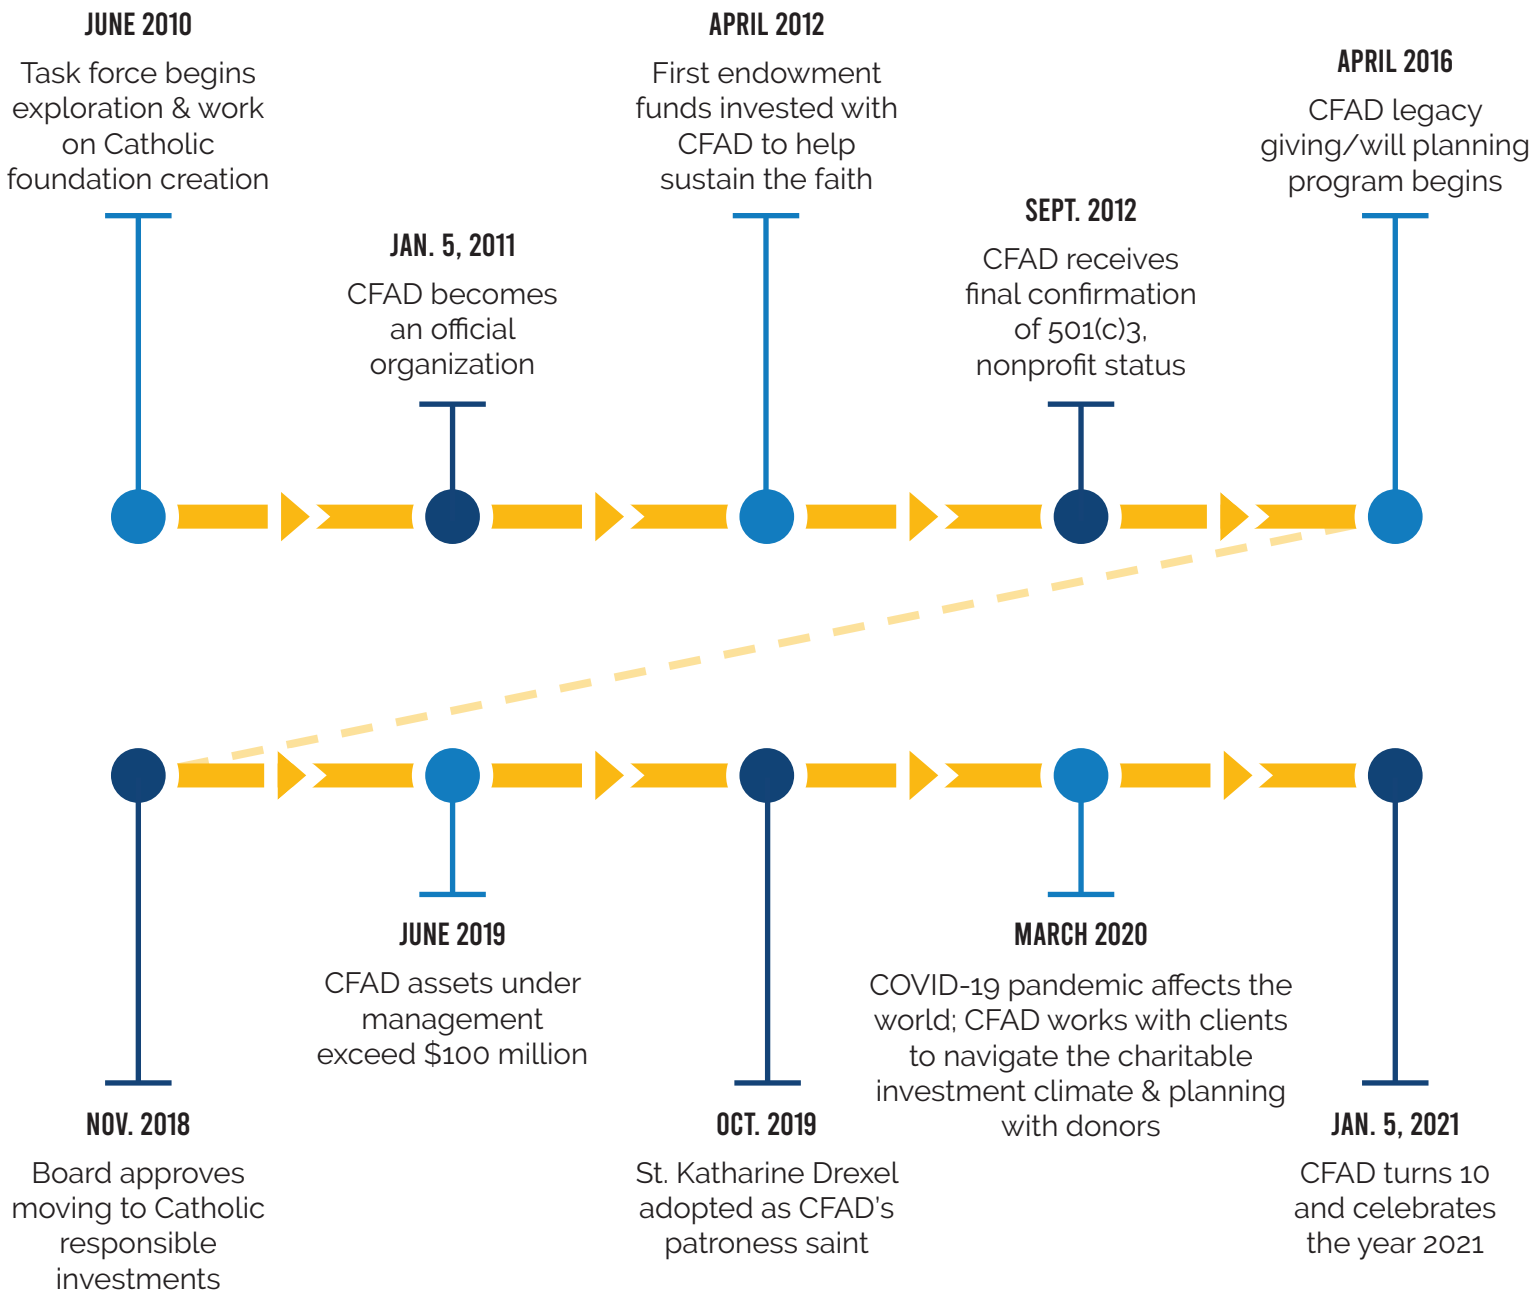 JUNE 2010
Task force begins
exploration & work
on Catholic
foundation creation
JAN. 5, 2011
CFAD becomes
an official
organization
APRIL 2012
First endowment
funds invested with
CFAD to help
sustain the faith
SEPT. 2012
CFAD receives
final confirmation
of 501(c)3,
nonprofit status
APRIL 2016
CFAD legacy
giving/will planning
program begins
NOV. 2018
Board approves
moving to Catholic
responsible
investments
JUNE 2019
CFAD assets under
management
exceed $100 million
OCT. 2019
St. Katharine Drexel
adopted as CFAD's
patroness saint
MARCH 2020
COVID-19 pandemic affects the
world; CFAD works with clients
to navigate the charitable
investment climate & planning
with donors
JAN. 5, 2021
CFAD turns 10
and celebrates
the year 2021